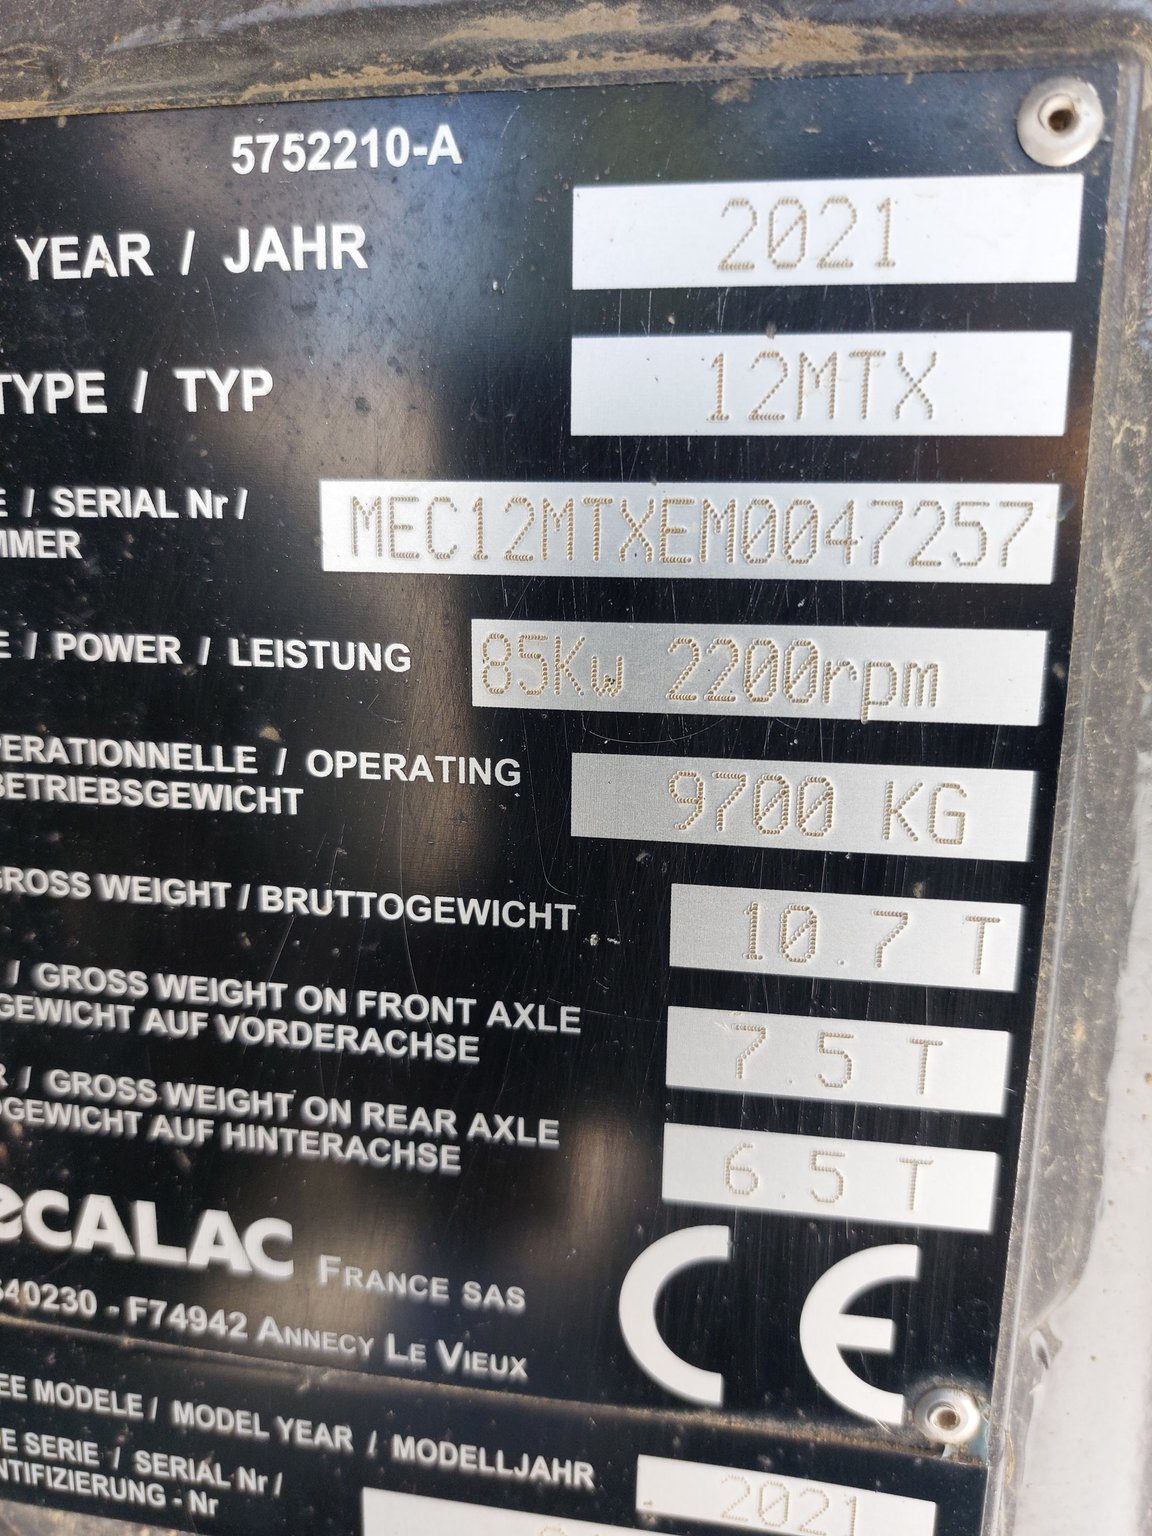 5752210-A
YEAR / JAHR 2021
TYPE / TYP 12MTX
E / SERIAL Nr / MEC12MTXEM0047257
MMER
E / POWER / LEISTUNG 85Kw 2200rpm
PERATIONNELLE / OPERATING 9700 KG
BETRIEBSGEWICHT
GROSS WEIGHT / BRUTTOGEWICHT 10.7 T
/ GROSS WEIGHT ON FRONT AXLE 7.5 T
GEWICHT AUF VORDERACHSE
R / GROSS WEIGHT ON REAR AXLE 6.5 T
GEWICHT AUF HINTERACHSE
eCALAC FRANCE SAS CE
40230 - F74942 ANNECY LE VIEUX
EE MODELE / MODEL YEAR / MODELLJAHR 2021
E SERIE / SERIAL Nr /
NTIFIZIERUNG - Nr